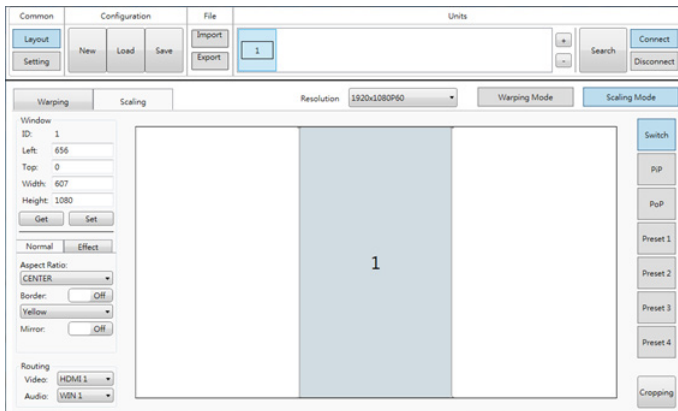 Common Configuration File Units
Layout
Setting
New Load Save
Import
Export
1
+
-
Search
Connect
Disconnect
Warping Scaling
Resolution 1920x1080P60 Warping Mode Scaling Mode
Window
ID: 1
Left: 656
Top: 0
Width: 607
Height: 1080
Get Set
Normal Effect
Aspect Ratio:
CENTER
Border: Off
Yellow
Mirror: Off
Routing
Video: HDMI 1
Audio: WIN 1
1
Switch
PiP
PoP
Preset 1
Preset 2
Preset 3
Preset 4
Cropping